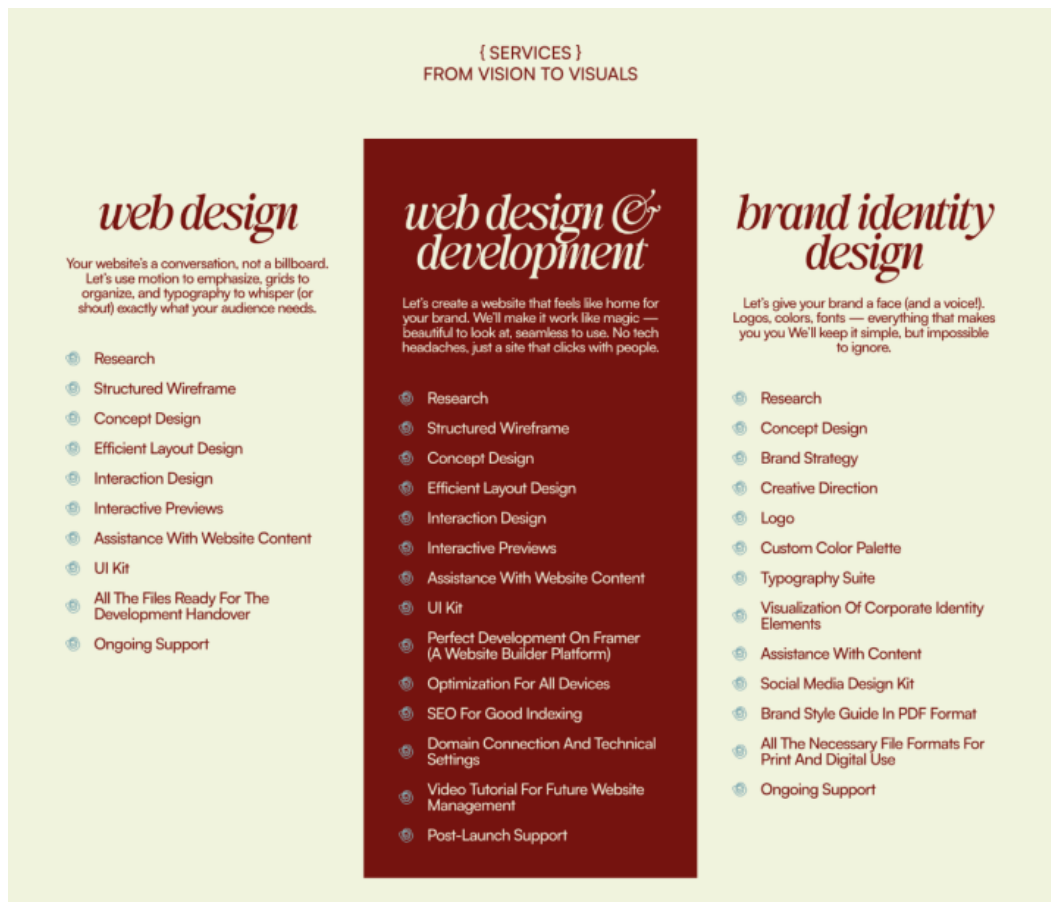 { SERVICES }
FROM VISION TO VISUALS
web design
Your website's a conversation, not a billboard.
Let's use motion to emphasize, grids to
organize, and typography to whisper (or
shout) exactly what your audience needs.
Research
Structured Wireframe
Concept Design
Efficient Layout Design
Interaction Design
Interactive Previews
Assistance With Website Content
UI Kit
All The Files Ready For The
Development Handover
Ongoing Support
web design &
development
Let's create a website that feels like home for
your brand. We'll make it work like magic —
beautiful to look at, seamless to use. No tech
headaches, just a site that clicks with people.
Research
Structured Wireframe
Concept Design
Efficient Layout Design
Interaction Design
Interactive Previews
Assistance With Website Content
UI Kit
Perfect Development On Framer
(A Website Builder Platform)
Optimization For All Devices
SEO For Good Indexing
Domain Connection And Technical
Settings
Video Tutorial For Future Website
Management
Post-Launch Support
brand identity
design
Let's give your brand a face (and a voice!).
Logos, colors, fonts — everything that makes
you you We'll keep it simple, but impossible
to ignore.
Research
Concept Design
Brand Strategy
Creative Direction
Logo
Custom Color Palette
Typography Suite
Visualization Of Corporate Identity
Elements
Assistance With Content
Social Media Design Kit
Brand Style Guide In PDF Format
All The Necessary File Formats For
Print And Digital Use
Ongoing Support